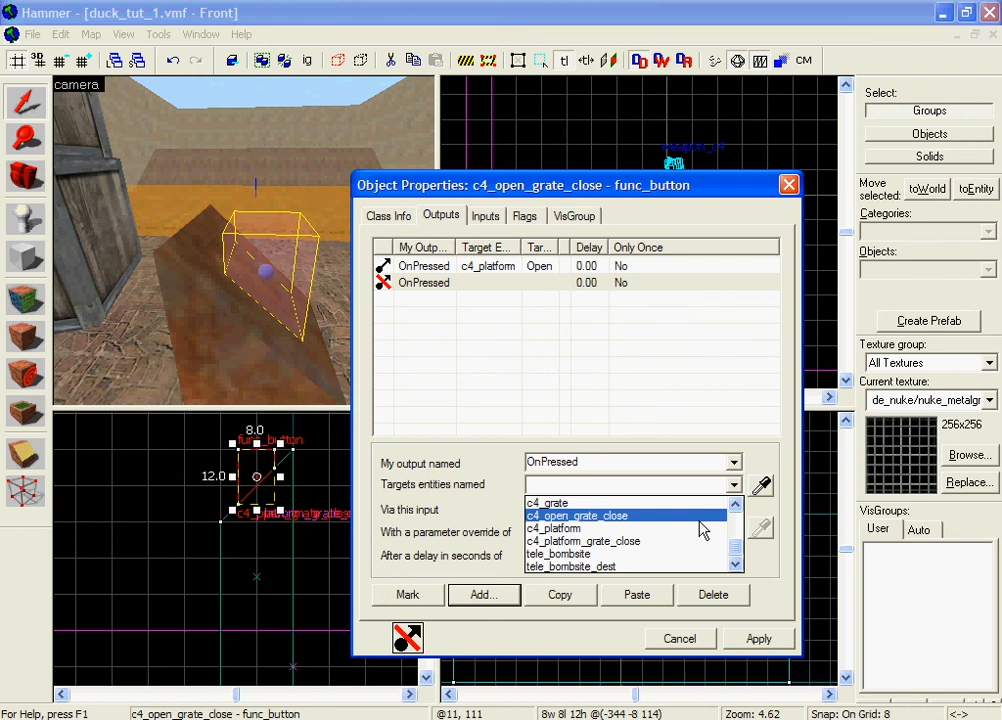 Hammer - [duck_tut_1.vmf - Front]
File Edit Map View Tools Window Help
3D ig tl <tl> CM
camera
Select:
Groups
Objects
Solids
Move selected: toWorld toEntity
Categories:
Objects:
Create Prefab
Texture group:
All Textures
Current texture:
de_nuke/nuke_metalgr
256x256
Browse...
Replace...
VisGroups:
User Auto
Object Properties: c4_open_grate_close - func_button
Class Info Outputs Inputs Flags VisGroup
My Outp... Target E... Tar... Delay Only Once
OnPressed c4_platform Open 0.00 No
OnPressed 0.00 No
My output named OnPressed
Targets entities named
Via this input
With a parameter override of
After a delay in seconds of
c4_grate
c4_open_grate_close
c4_platform
c4_platform_grate_close
tele_bombsite
tele_bombsite_dest
Mark Add... Copy Paste Delete
Cancel Apply
8.0
func_button
12.0
For Help, press F1 c4_open_grate_close - func_button @11, 111 8w 8l 12h @(-344 -8 114) Zoom: 4.62 Snap: On Grid: 8 <->